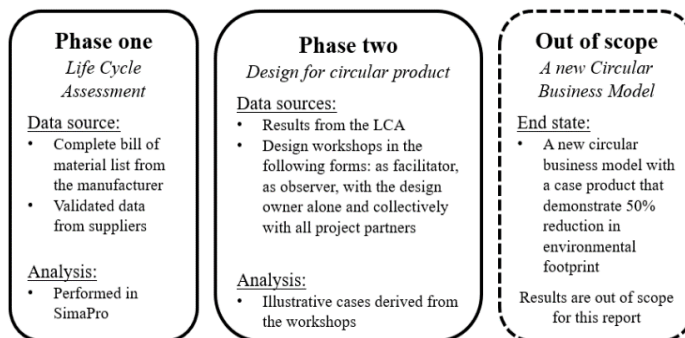 Phase one
Life Cycle
Assessment
Data source:
• Complete bill of
material list from
the manufacturer
• Validated data
from suppliers
Analysis:
• Performed in
SimaPro
Phase two
Design for circular product
Data sources:
• Results from the LCA
• Design workshops in the
following forms: as facilitator,
as observer, with the design
owner alone and collectively
with all project partners
Analysis:
• Illustrative cases derived from
the workshops
Out of scope
A new Circular
Business Model
End state:
• A new circular
business model with
a case product that
demonstrate 50%
reduction in
environmental
footprint
Results are out of scope
for this report